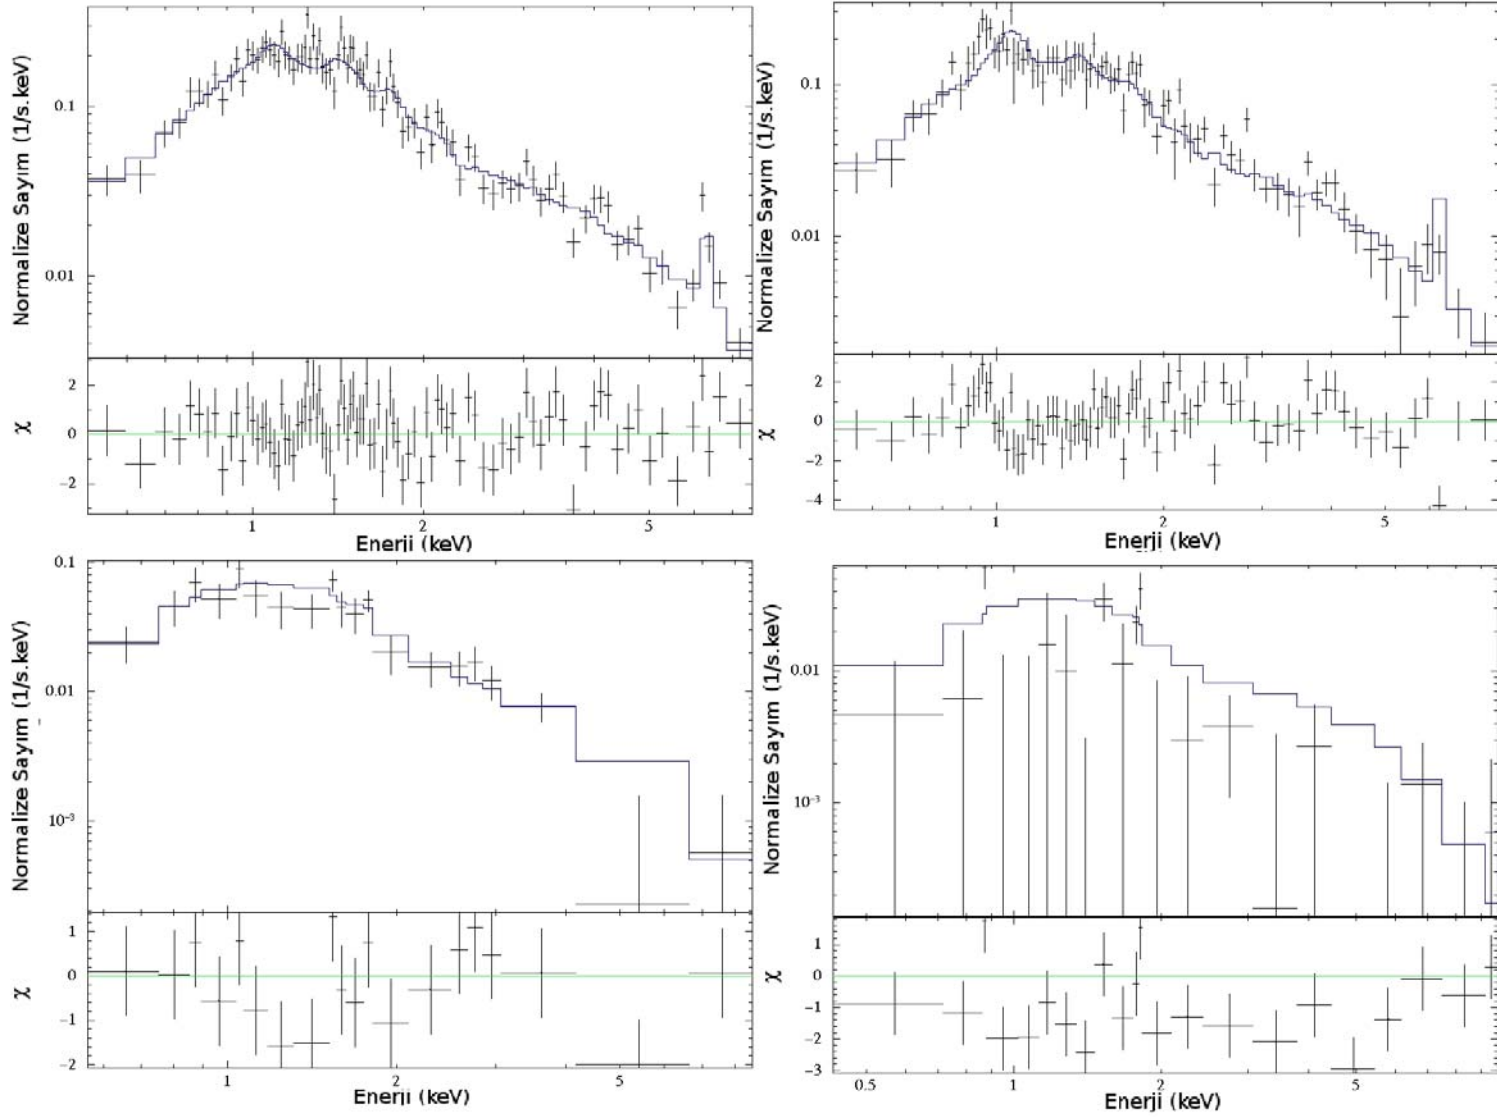 Normalize Sayım (1/s.keV)
0.1
0.01
χ
2
0
−2
1 2 5
Enerji (keV)
Normalize Sayım (1/s.keV)
0.1
0.01
χ
2
0
−2
−4
1 2 5
Enerji (keV)
Normalize Sayım (1/s.keV)
0.1
0.01
10⁻³
χ
1
0
−1
−2
1 2 5
Enerji (keV)
Normalize Sayım (1/s.keV)
0.01
10⁻³
χ
1
0
−1
−2
−3
0.5 1 2 5
Enerji (keV)